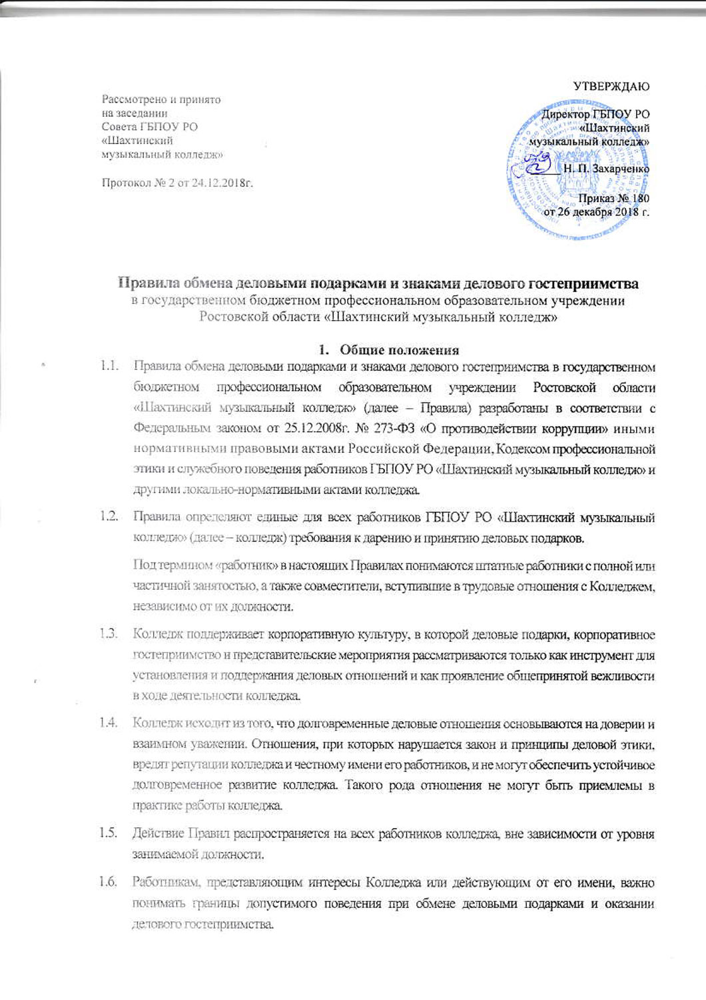 Рассмотрено и принято
на заседании
Совета ГБПОУ РО
«Шахтинский
музыкальный колледж»
Протокол № 2 от 24.12.2018г.
УТВЕРЖДАЮ
Директор ГБПОУ РО
«Шахтинский
музыкальный колледж»
Н. П. Захарченко
Приказ № 180
от 26 декабря 2018 г.
Правила обмена деловыми подарками и знаками делового гостеприимства
в государственном бюджетном профессиональном образовательном учреждении
Ростовской области «Шахтинский музыкальный колледж»
1. Общие положения
1.1. Правила обмена деловыми подарками и знаками делового гостеприимства в государственном
бюджетном профессиональном образовательном учреждении Ростовской области
«Шахтинский музыкальный колледж» (далее – Правила) разработаны в соответствии с
Федеральным законом от 25.12.2008г. № 273-ФЗ «О противодействии коррупции» иными
нормативными правовыми актами Российской Федерации, Кодексом профессиональной
этики и служебного поведения работников ГБПОУ РО «Шахтинский музыкальный колледж» и
другими локально-нормативными актами колледжа.
1.2. Правила определяют единые для всех работников ГБПОУ РО «Шахтинский музыкальный
колледж» (далее – колледж) требования к дарению и принятию деловых подарков.
Под термином «работник» в настоящих Правилах понимаются штатные работники с полной или
частичной занятостью, а также совместители, вступившие в трудовые отношения с Колледжем,
независимо от их должности.
1.3. Колледж поддерживает корпоративную культуру, в которой деловые подарки, корпоративное
гостеприимство и представительские мероприятия рассматриваются только как инструмент для
установления и поддержания деловых отношений и как проявление общепринятой вежливости
в ходе деятельности колледжа.
1.4. Колледж исходит из того, что долговременные деловые отношения основываются на доверии и
взаимном уважении. Отношения, при которых нарушается закон и принципы деловой этики,
вредят репутации колледжа и честному имени его работников, и не могут обеспечить устойчивое
долговременное развитие колледжа. Такого рода отношения не могут быть приемлемы в
практике работы колледжа.
1.5. Действие Правил распространяется на всех работников колледжа, вне зависимости от уровня
занимаемой должности.
1.6. Работникам, представляющим интересы Колледжа или действующим от его имени, важно
понимать границы допустимого поведения при обмене деловыми подарками и оказании
делового гостеприимства.